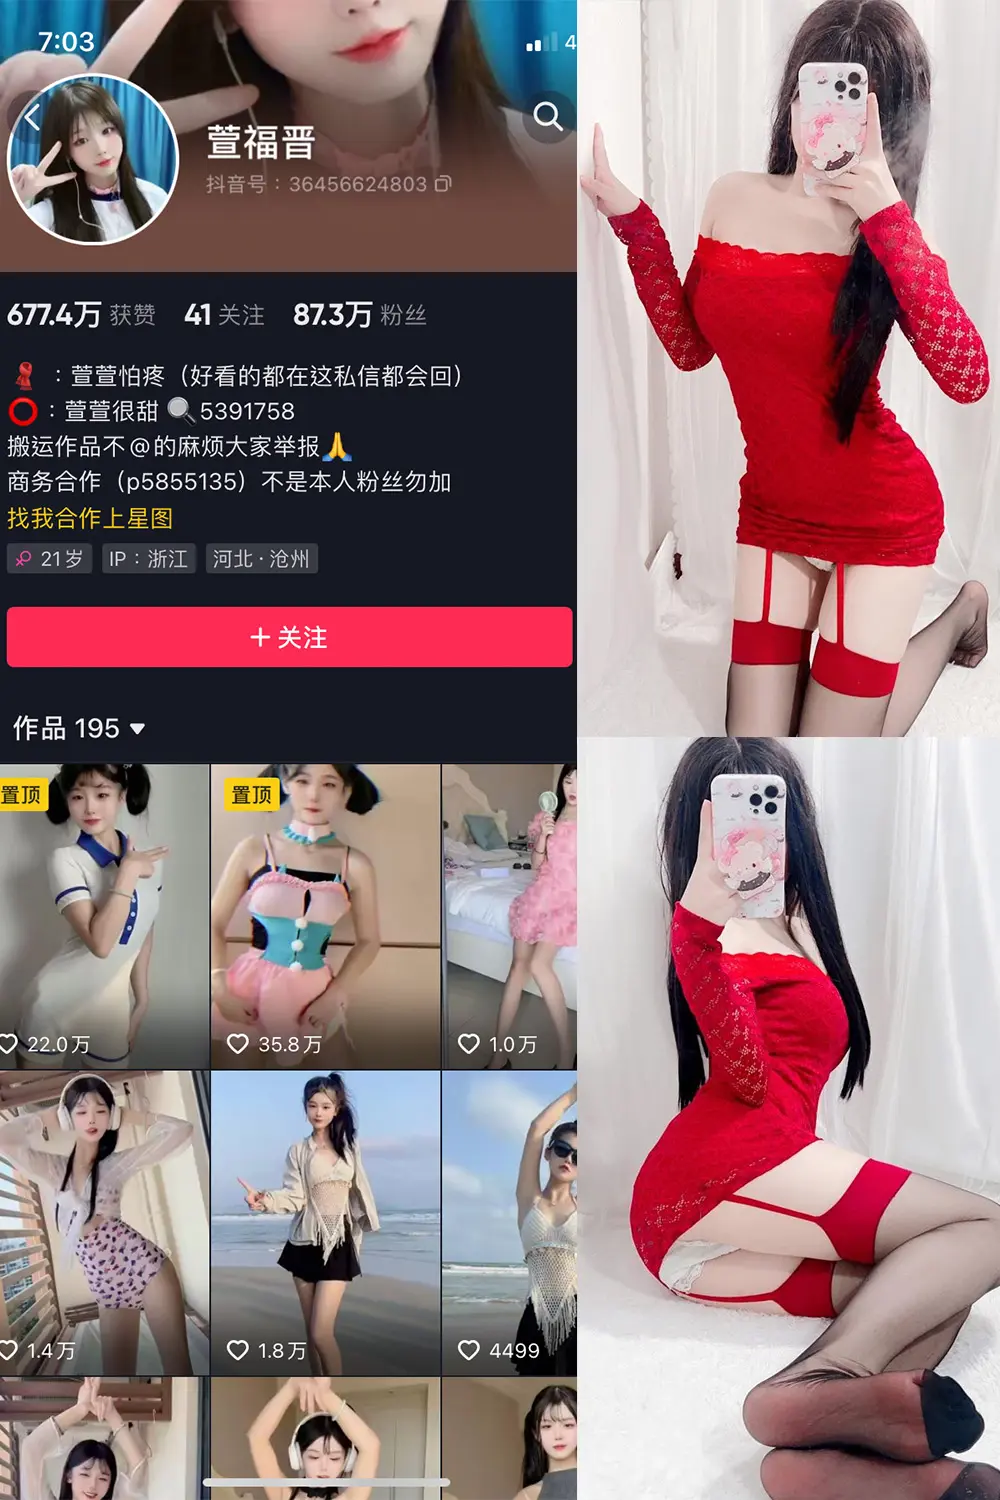 7:03
4
萱福晋
抖音号：36456624803
677.4万 获赞 41 关注 87.3万 粉丝
：萱萱怕疼（好看的都在这私信都会回）
：萱萱很甜 5391758
搬运作品不@的麻烦大家举报
商务合作（p5855135）不是本人粉丝勿加
找我合作上星图
21岁 IP：浙江 河北·沧州
+ 关注
作品 195
置顶 置顶
22.0万 35.8万 1.0万
1.4万 1.8万 4499